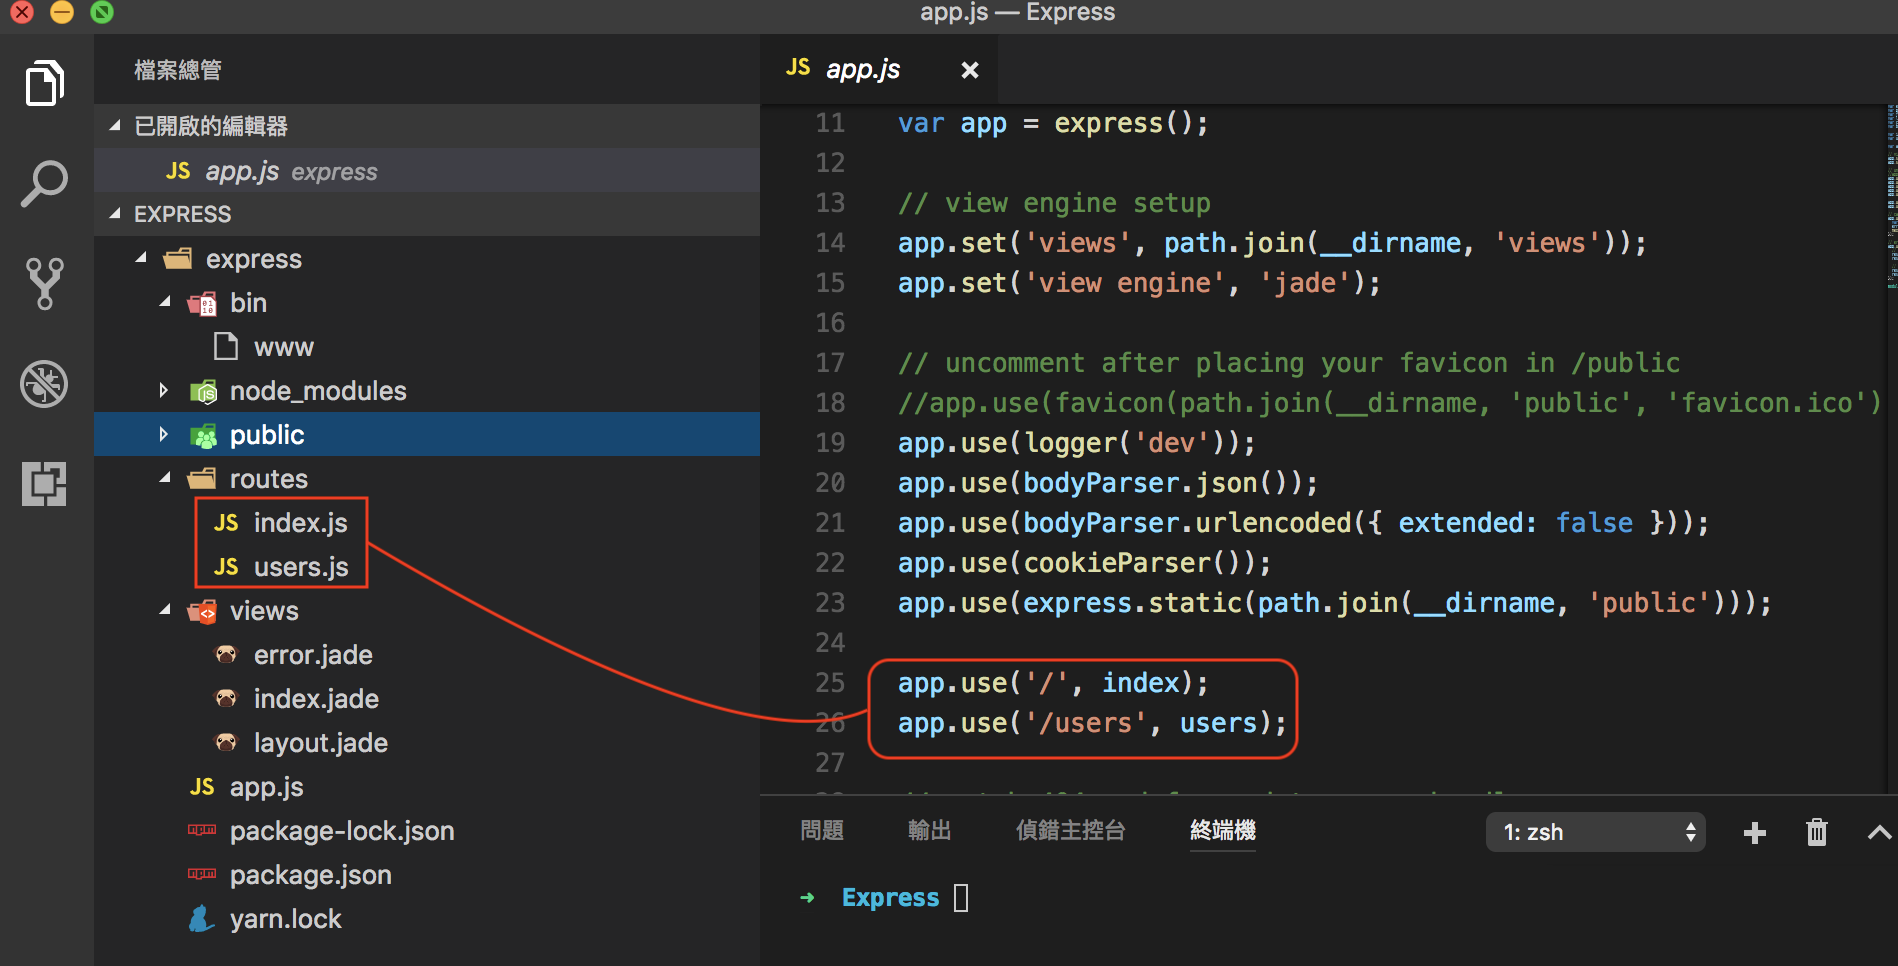 app.js — Express
檔案總管
已開啟的編輯器
JS app.js express
EXPRESS
express
bin
www
node_modules
public
routes
JS index.js
JS users.js
views
error.jade
index.jade
layout.jade
JS app.js
package-lock.json
package.json
yarn.lock
JS app.js
11 var app = express();
12
13 // view engine setup
14 app.set('views', path.join(__dirname, 'views'));
15 app.set('view engine', 'jade');
16
17 // uncomment after placing your favicon in /public
18 //app.use(favicon(path.join(__dirname, 'public', 'favicon.ico')
19 app.use(logger('dev'));
20 app.use(bodyParser.json());
21 app.use(bodyParser.urlencoded({ extended: false }));
22 app.use(cookieParser());
23 app.use(express.static(path.join(__dirname, 'public')));
24
25 app.use('/', index);
26 app.use('/users', users);
27
問題 輸出 偵錯主控台 終端機 1: zsh
➜ Express